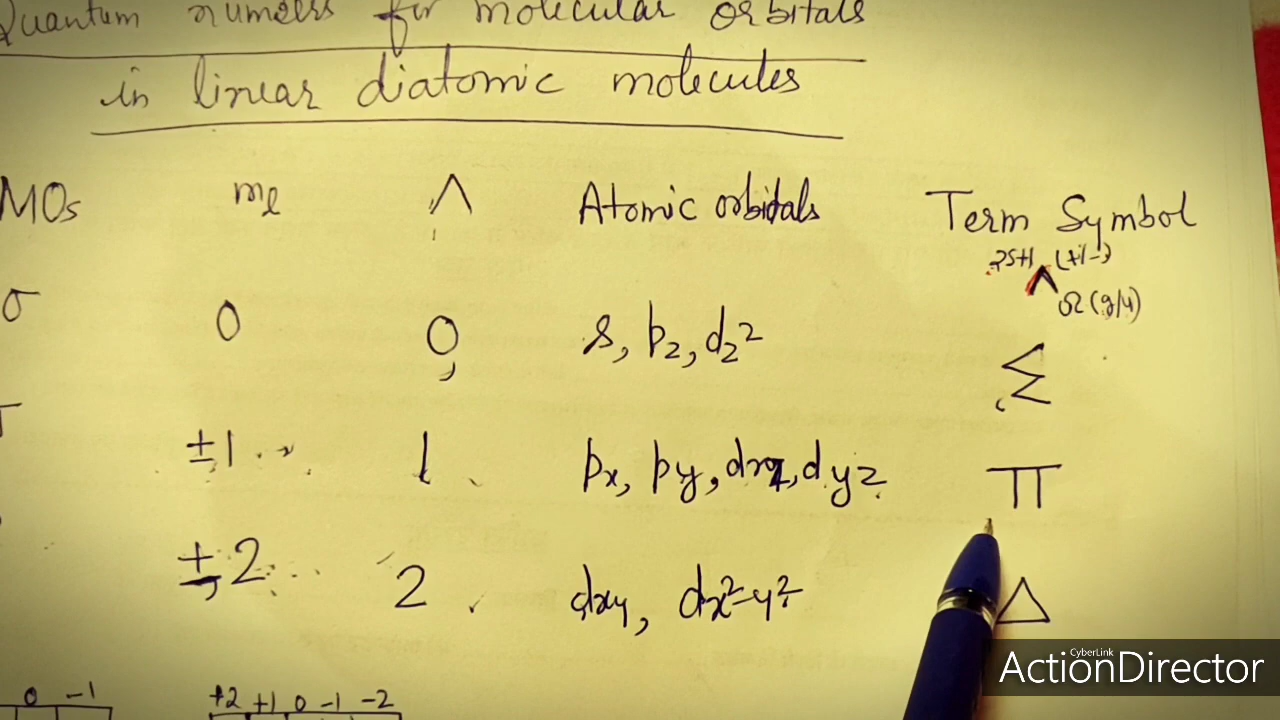 Quantum numbers for molecular orbitals
in linear diatomic molecules
MOs ml Λ Atomic orbitals Term Symbol
2S+1 Λ (+/-) Ω(g/u)
σ 0 0, s, pz, dz² Σ
π ±1 1 px, py, dxz, dyz Π
±2 2 dxy, dx²-y² Δ
0 -1 +2 +1 0 -1 -2
CyberLink
ActionDirector